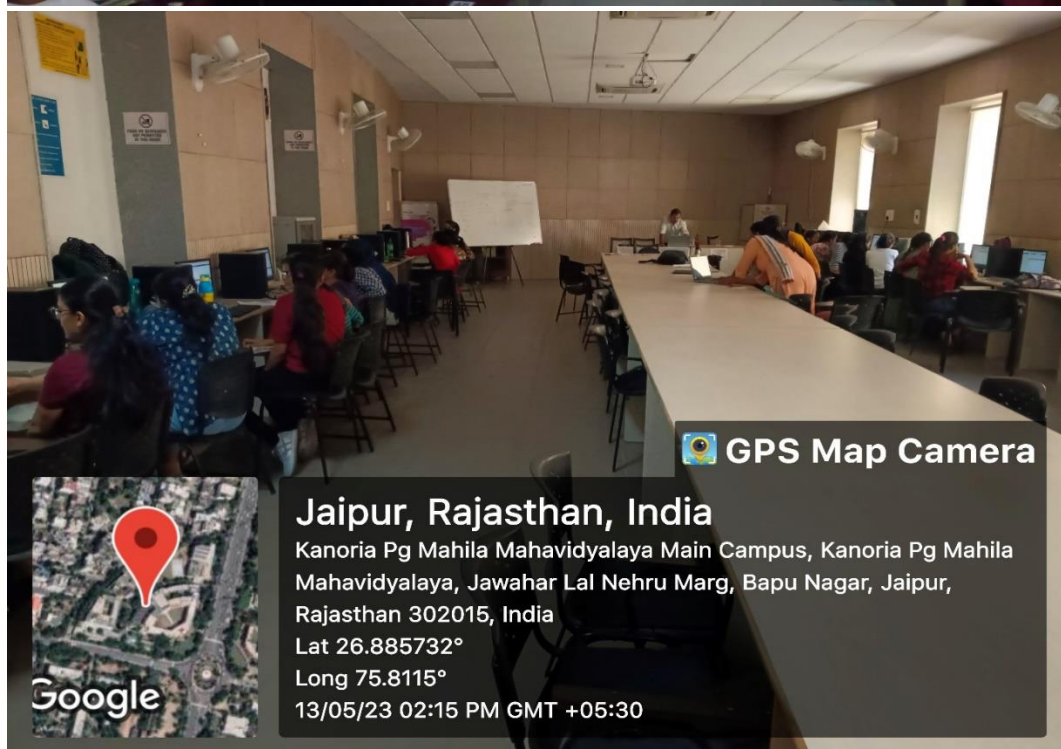 GPS Map Camera
Jaipur, Rajasthan, India
Kanoria Pg Mahila Mahavidyalaya Main Campus, Kanoria Pg Mahila
Mahavidyalaya, Jawahar Lal Nehru Marg, Bapu Nagar, Jaipur,
Rajasthan 302015, India
Lat 26.885732°
Long 75.8115°
13/05/23 02:15 PM GMT +05:30
Google